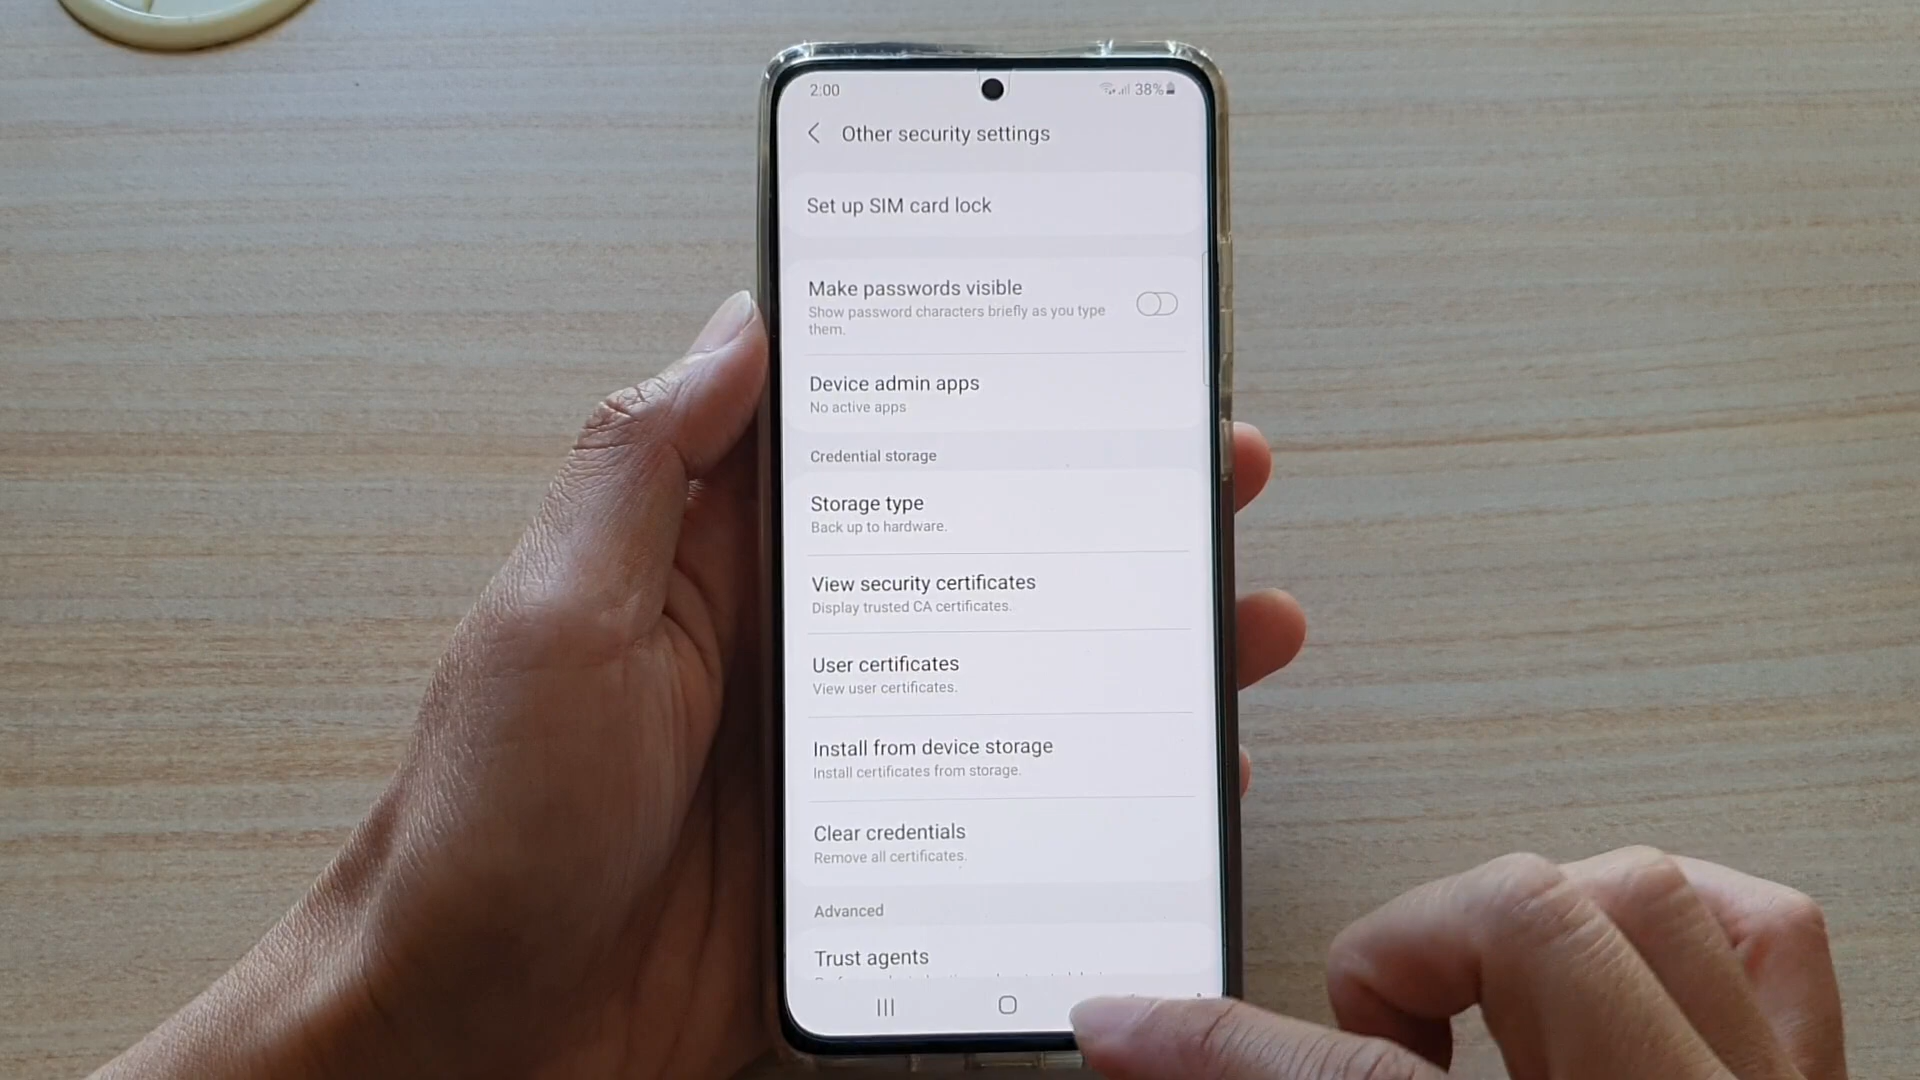 2:00
38%
Other security settings
Set up SIM card lock
Make passwords visible
Show password characters briefly as you type
them.
Device admin apps
No active apps
Credential storage
Storage type
Back up to hardware.
View security certificates
Display trusted CA certificates.
User certificates
View user certificates.
Install from device storage
Install certificates from storage.
Clear credentials
Remove all certificates.
Advanced
Trust agents